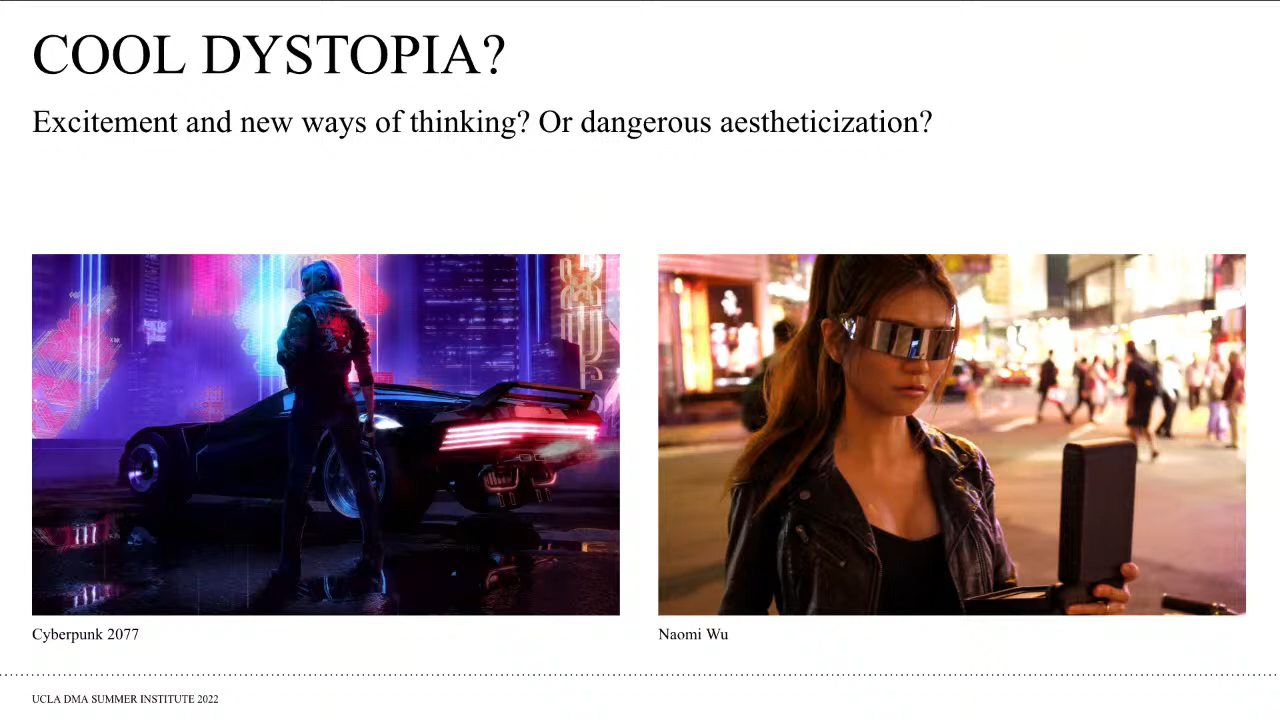 COOL DYSTOPIA?
Excitement and new ways of thinking? Or dangerous aestheticization?
Cyberpunk 2077
Naomi Wu
UCLA DMA SUMMER INSTITUTE 2022